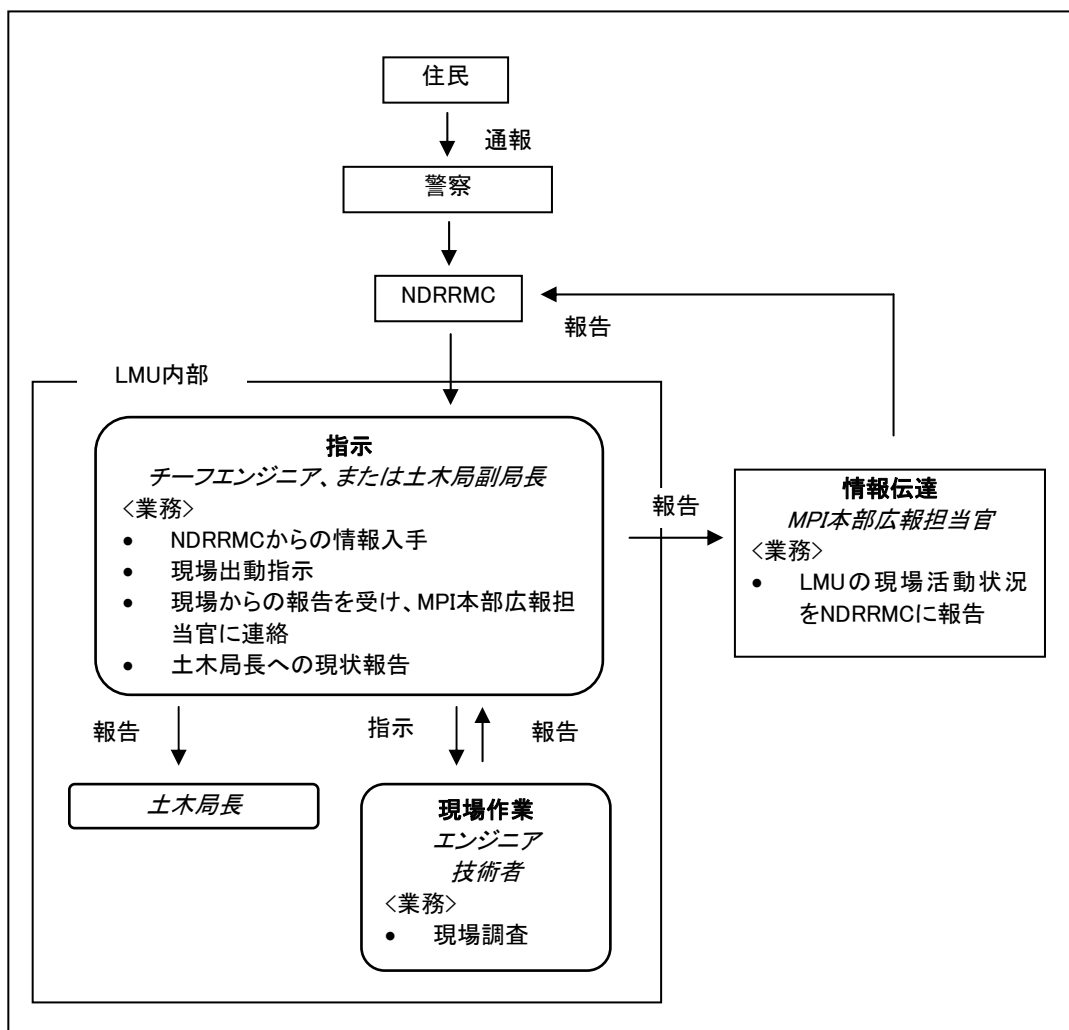 住民
通報
警察
NDRRMC
報告
LMU内部
指示
チーフエンジニア、または土木局副局長
<業務>
• NDRRMCからの情報入手
• 現場出動指示
• 現場からの報告を受け、MPI本部広報担
当官に連絡
• 土木局長への現状報告
報告
情報伝達
MPI本部広報担当官
<業務>
• LMUの現場活動状況
をNDRRMCに報告
報告
指示
報告
土木局長
現場作業
エンジニア
技術者
<業務>
• 現場調査